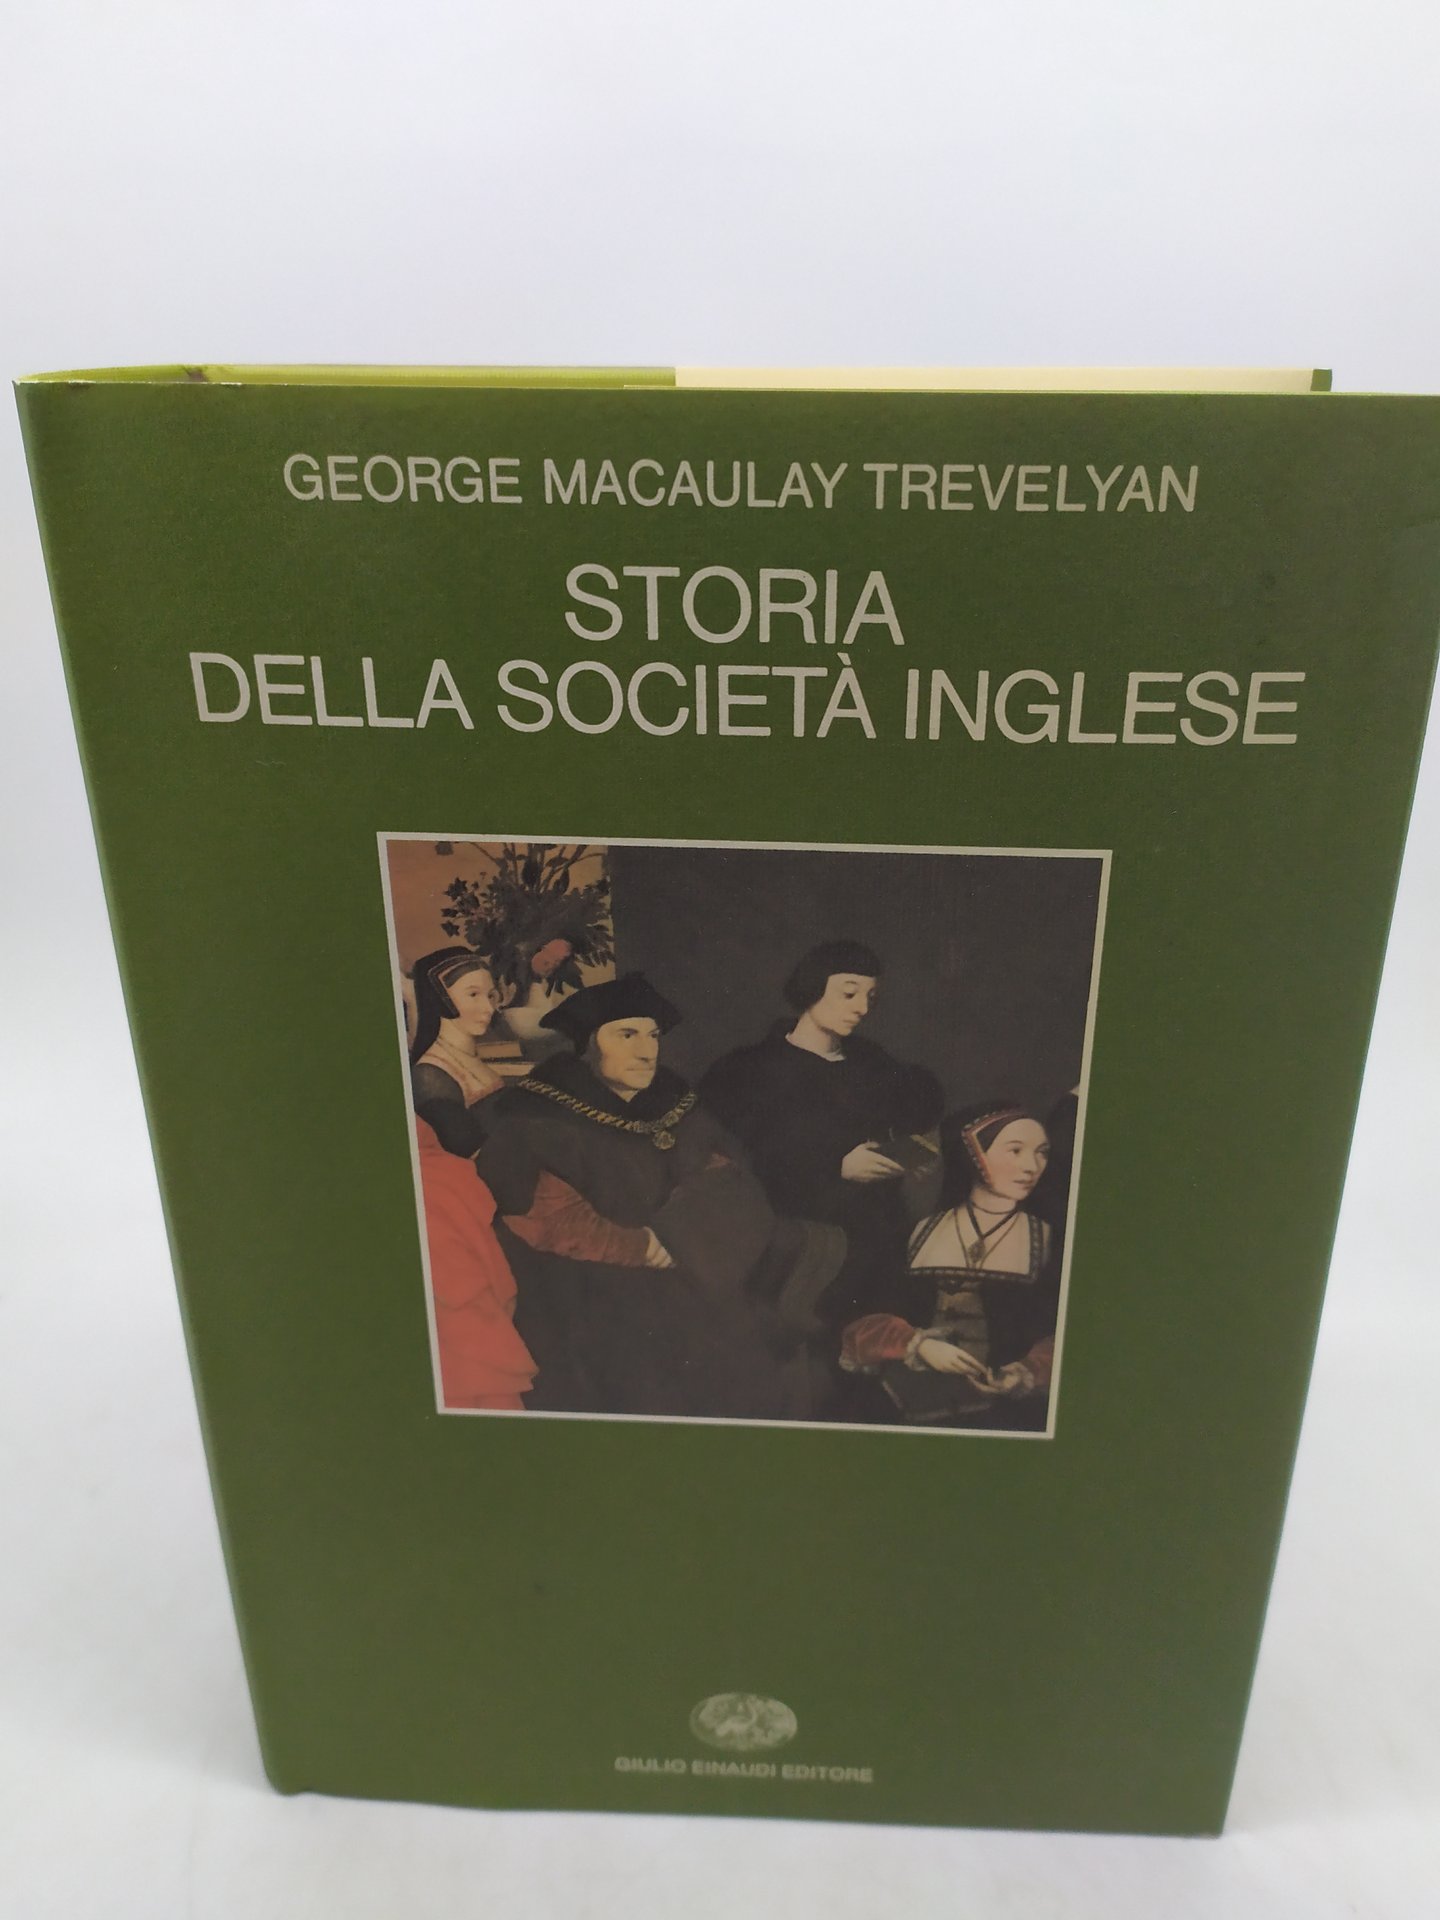 GEORGE MACAULAY TREVELYAN
STORIA
DELLA SOCIETÀ INGLESE
GIULIO EINAUDI EDITORE